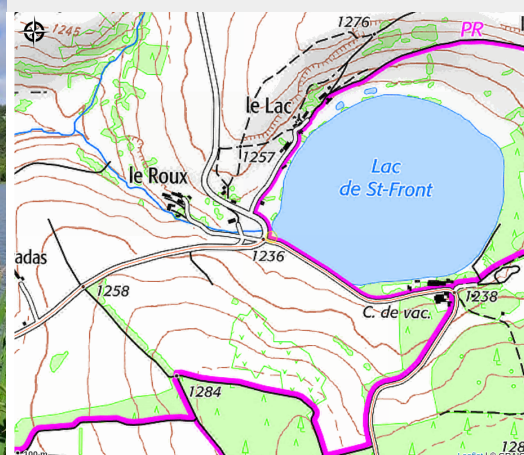 1276
PR
1245
le Lac
1257
Lac
de St-Front
le Roux
1236
adas
1258
1238
C. de vac.
1284
100 m